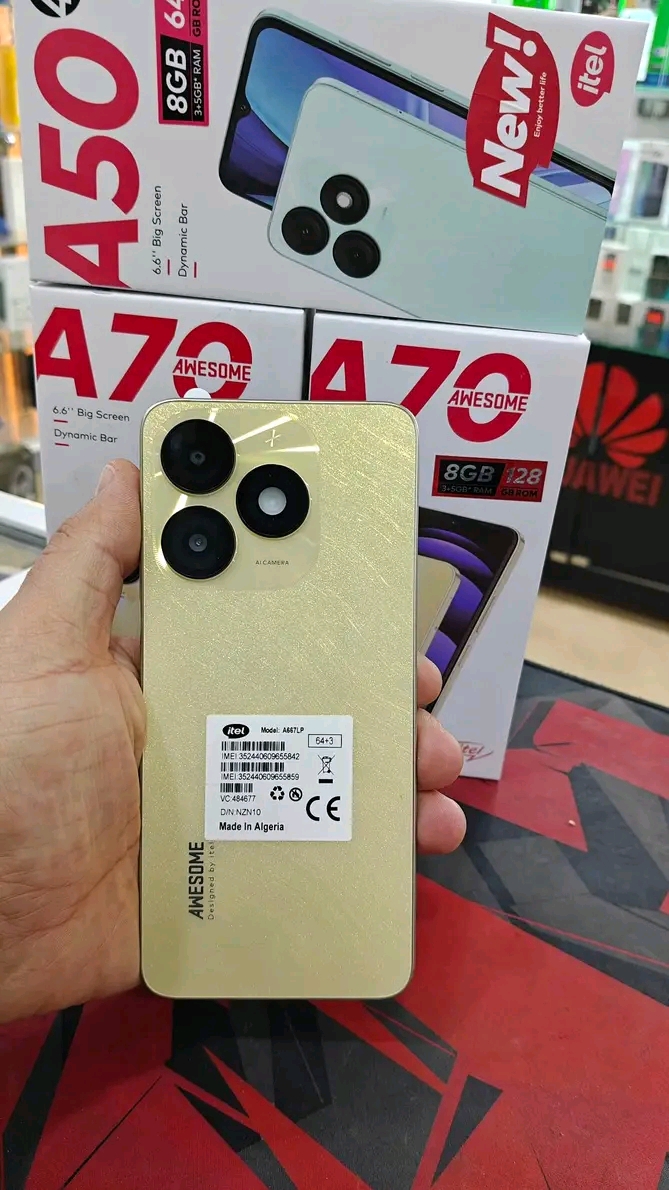 A50
8GB
3+5GB* RAM
64
GB RO
6.6'' Big Screen
Dynamic Bar
New!
Enjoy better life
itel
A70
AWESOME
6.6'' Big Screen
Dynamic Bar
A70
AWESOME
8GB 128
3+5GB* RAM GB ROM
HUAWEI
AI CAMERA
itel Model: A667LP
64+3
IMEI:352440609655842
IMEI:352440609655859
VC:484677
D/N:NZN10
CE
Made In Algeria
AWESOME
Designed by itel
itel